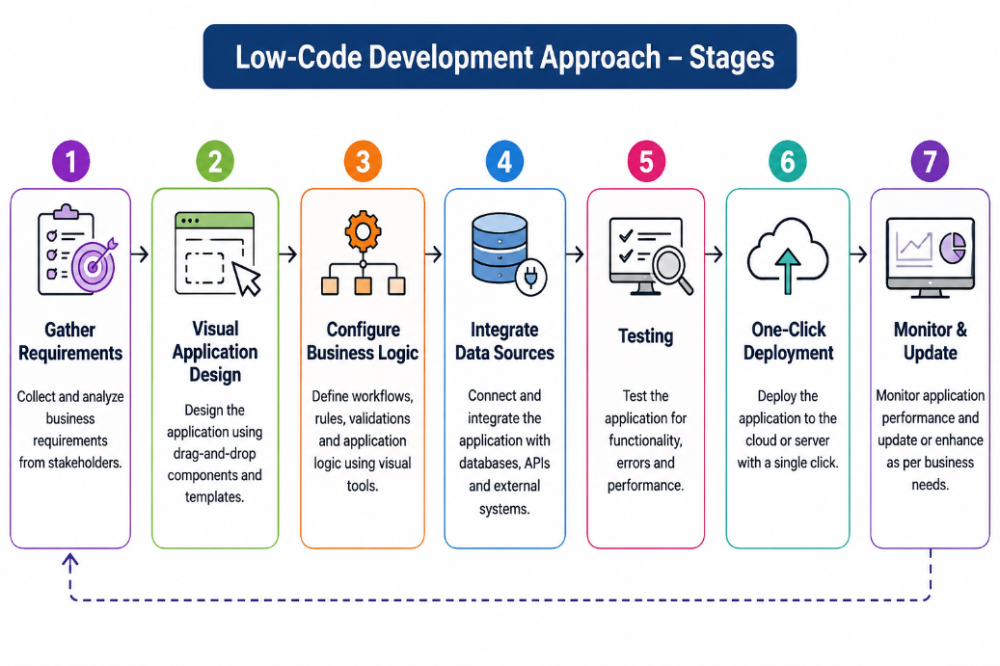 Low-Code Development Approach – Stages
1
Gather
Requirements
Collect and analyze
business
requirements
from stakeholders.
2
Visual
Application
Design
Design the
application using
drag-and-drop
components and
templates.
3
Configure
Business Logic
Define workflows,
rules, validations
and application
logic using visual
tools.
4
Integrate
Data Sources
Connect and
integrate the
application with
databases, APIs
and external
systems.
5
Testing
Test the
application for
functionality,
errors and
performance.
6
One-Click
Deployment
Deploy the
application to the
cloud or server
with a single click.
7
Monitor &
Update
Monitor application
performance and
update or enhance
as per business
needs.